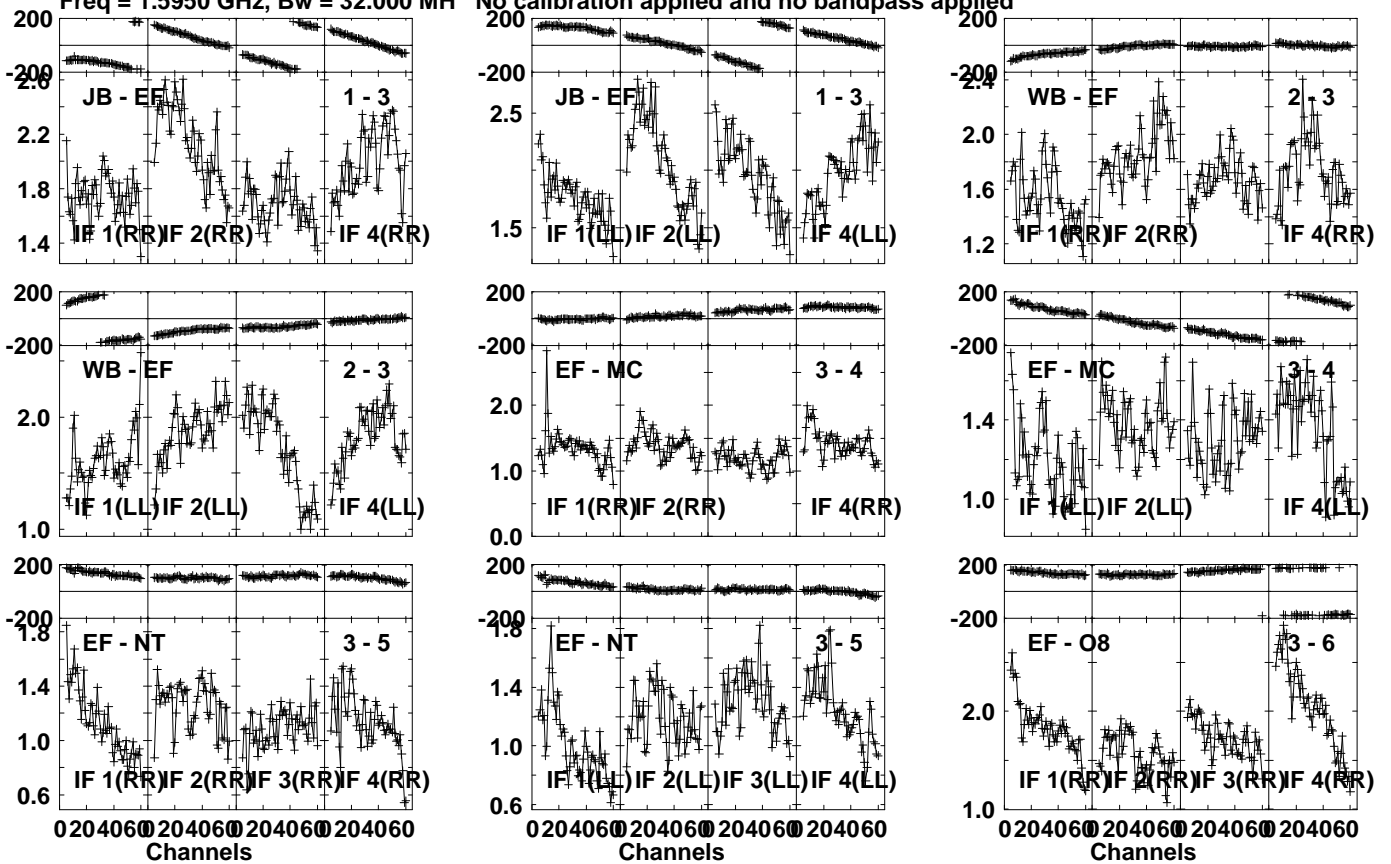 Freq = 1.5950 GHz, Bw = 32.000 MH No calibration applied and no bandpass applied
200
-200
2.6
2.2
1.8
1.4
JB - EF
1 - 3
IF 1(RR)
IF 2(RR)
IF 4(RR)
200
-200
2.5
1.5
JB - EF
1 - 3
IF 1(LL)
IF 2(LL)
IF 4(LL)
200
-200
2.4
2.0
1.6
1.2
WB - EF
2 - 3
IF 1(RR)
IF 2(RR)
IF 4(RR)
200
-200
2.0
1.0
WB - EF
2 - 3
IF 1(LL)
IF 2(LL)
IF 4(LL)
200
-200
2.0
1.0
0.0
EF - MC
3 - 4
IF 1(RR)
IF 2(RR)
IF 4(RR)
200
-200
1.4
1.0
EF - MC
3 - 4
IF 1(LL)
IF 2(LL)
IF 4(LL)
200
-200
1.8
1.4
1.0
0.6
EF - NT
3 - 5
IF 1(RR)
IF 2(RR)
IF 3(RR)
IF 4(RR)
0 20 40 60 0 20 40 60 0 20 40 60 0 20 40 60
Channels
200
-200
1.8
1.4
1.0
0.6
EF - NT
3 - 5
IF 1(LL)
IF 2(LL)
IF 3(LL)
IF 4(LL)
0 20 40 60 0 20 40 60 0 20 40 60 0 20 40 60
Channels
200
-200
2.0
1.0
EF - O8
3 - 6
IF 1(RR)
IF 2(RR)
IF 3(RR)
IF 4(RR)
0 20 40 60 0 20 40 60 0 20 40 60 0 20 40 60
Channels